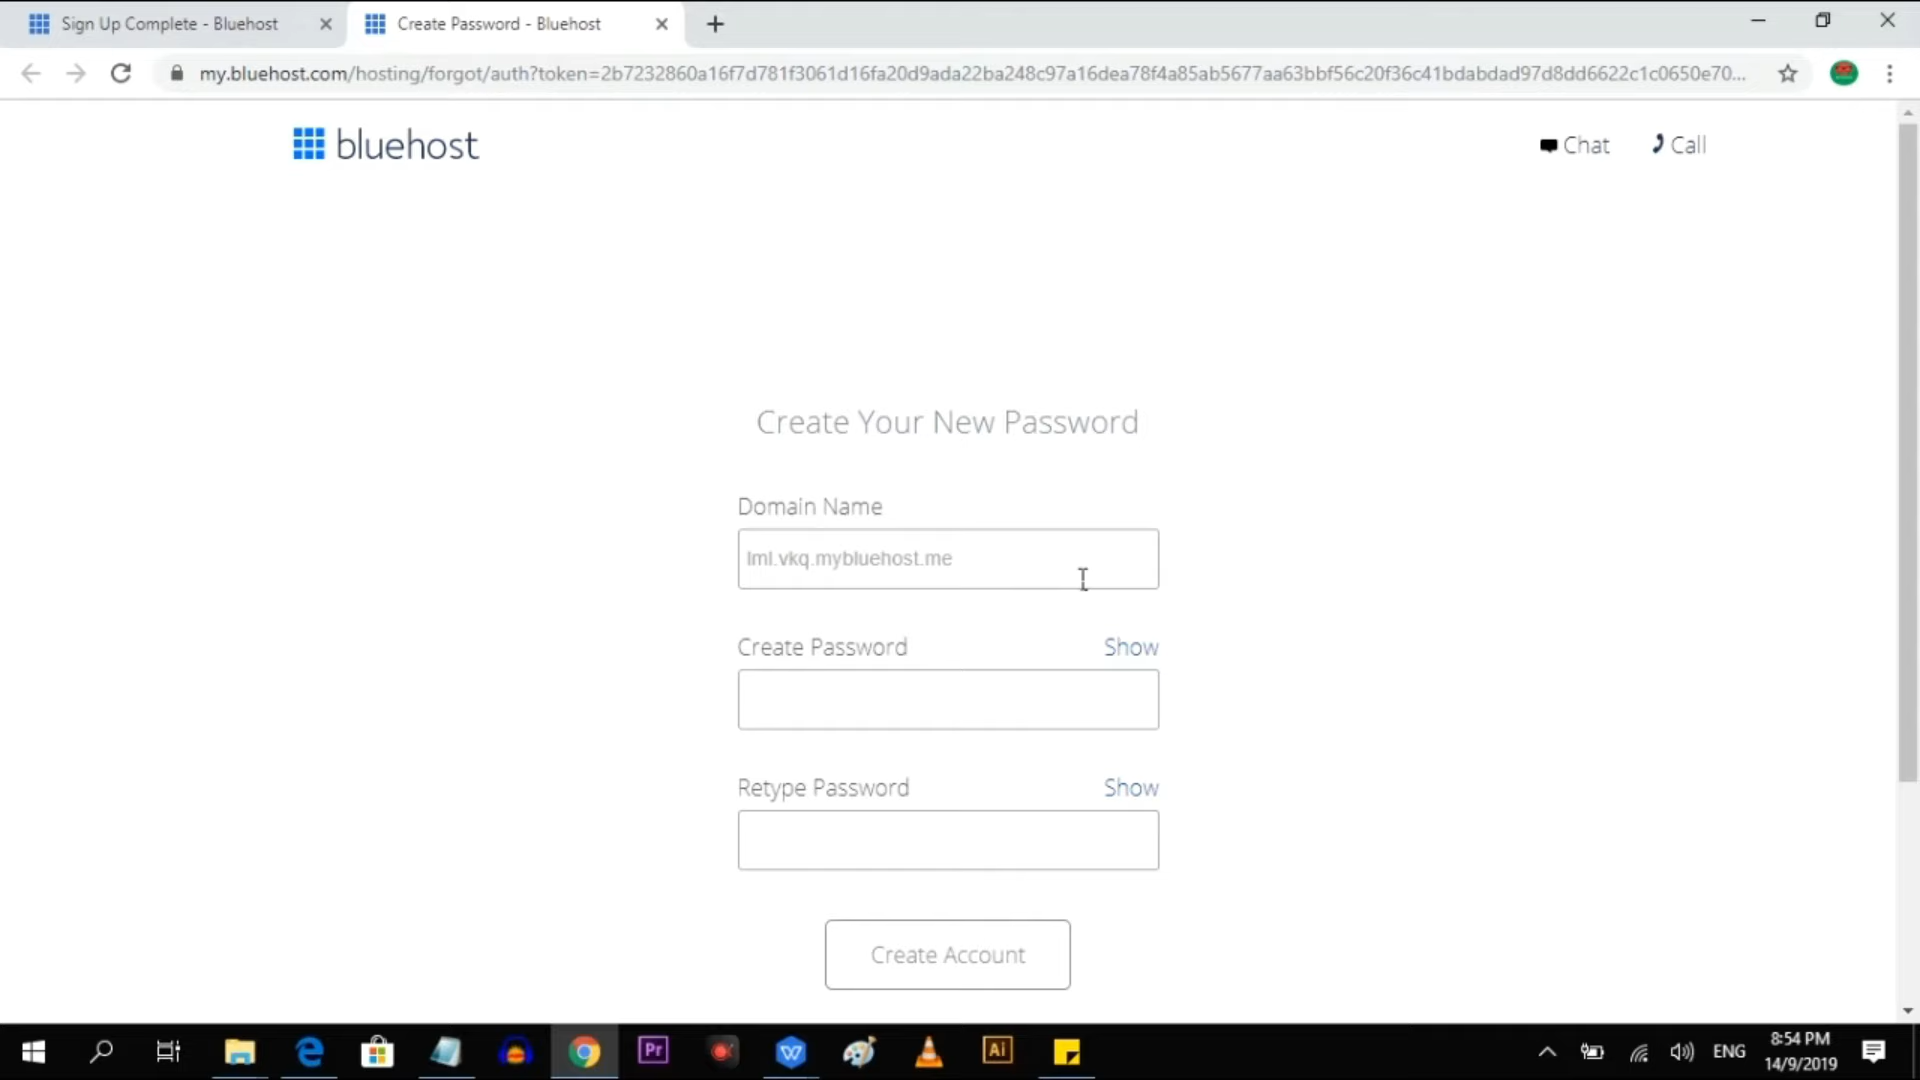 Sign Up Complete - Bluehost
Create Password - Bluehost
my.bluehost.com/hosting/forgot/auth?token=2b7232860a16f7d781f3061d16fa20d9ada22ba248c97a16dea78f4a85ab5677aa63bbf56c20f36c41bdabdad97d8dd6622c1c0650e70...
bluehost
Chat
Call
Create Your New Password
Domain Name
lml.vkq.mybluehost.me
Create Password
Show
Retype Password
Show
Create Account
Pr
W
Ai
ENG
8:54 PM
14/9/2019